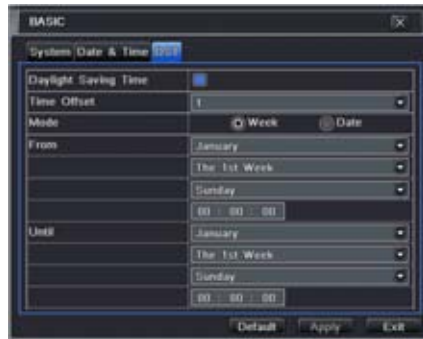 BASIC
System Date & Time DST
Daylight Saving Time
Time Offset 1
Mode Week Date
From January
The 1st Week
Sunday
00 : 00 : 00
Until January
The 1st Week
Sunday
00 : 00 : 00
Default Apply Exit